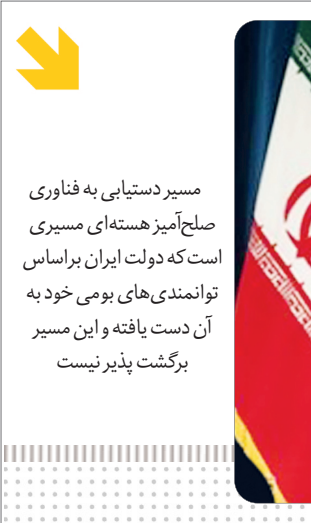 مسیر دستیابی به فناوری
صلح‌آمیز هسته‌ای مسیری
است که دولت ایران براساس
توانمندی‌های بومی خود به
آن دست یافته و این مسیر
برگشت پذیر نیست